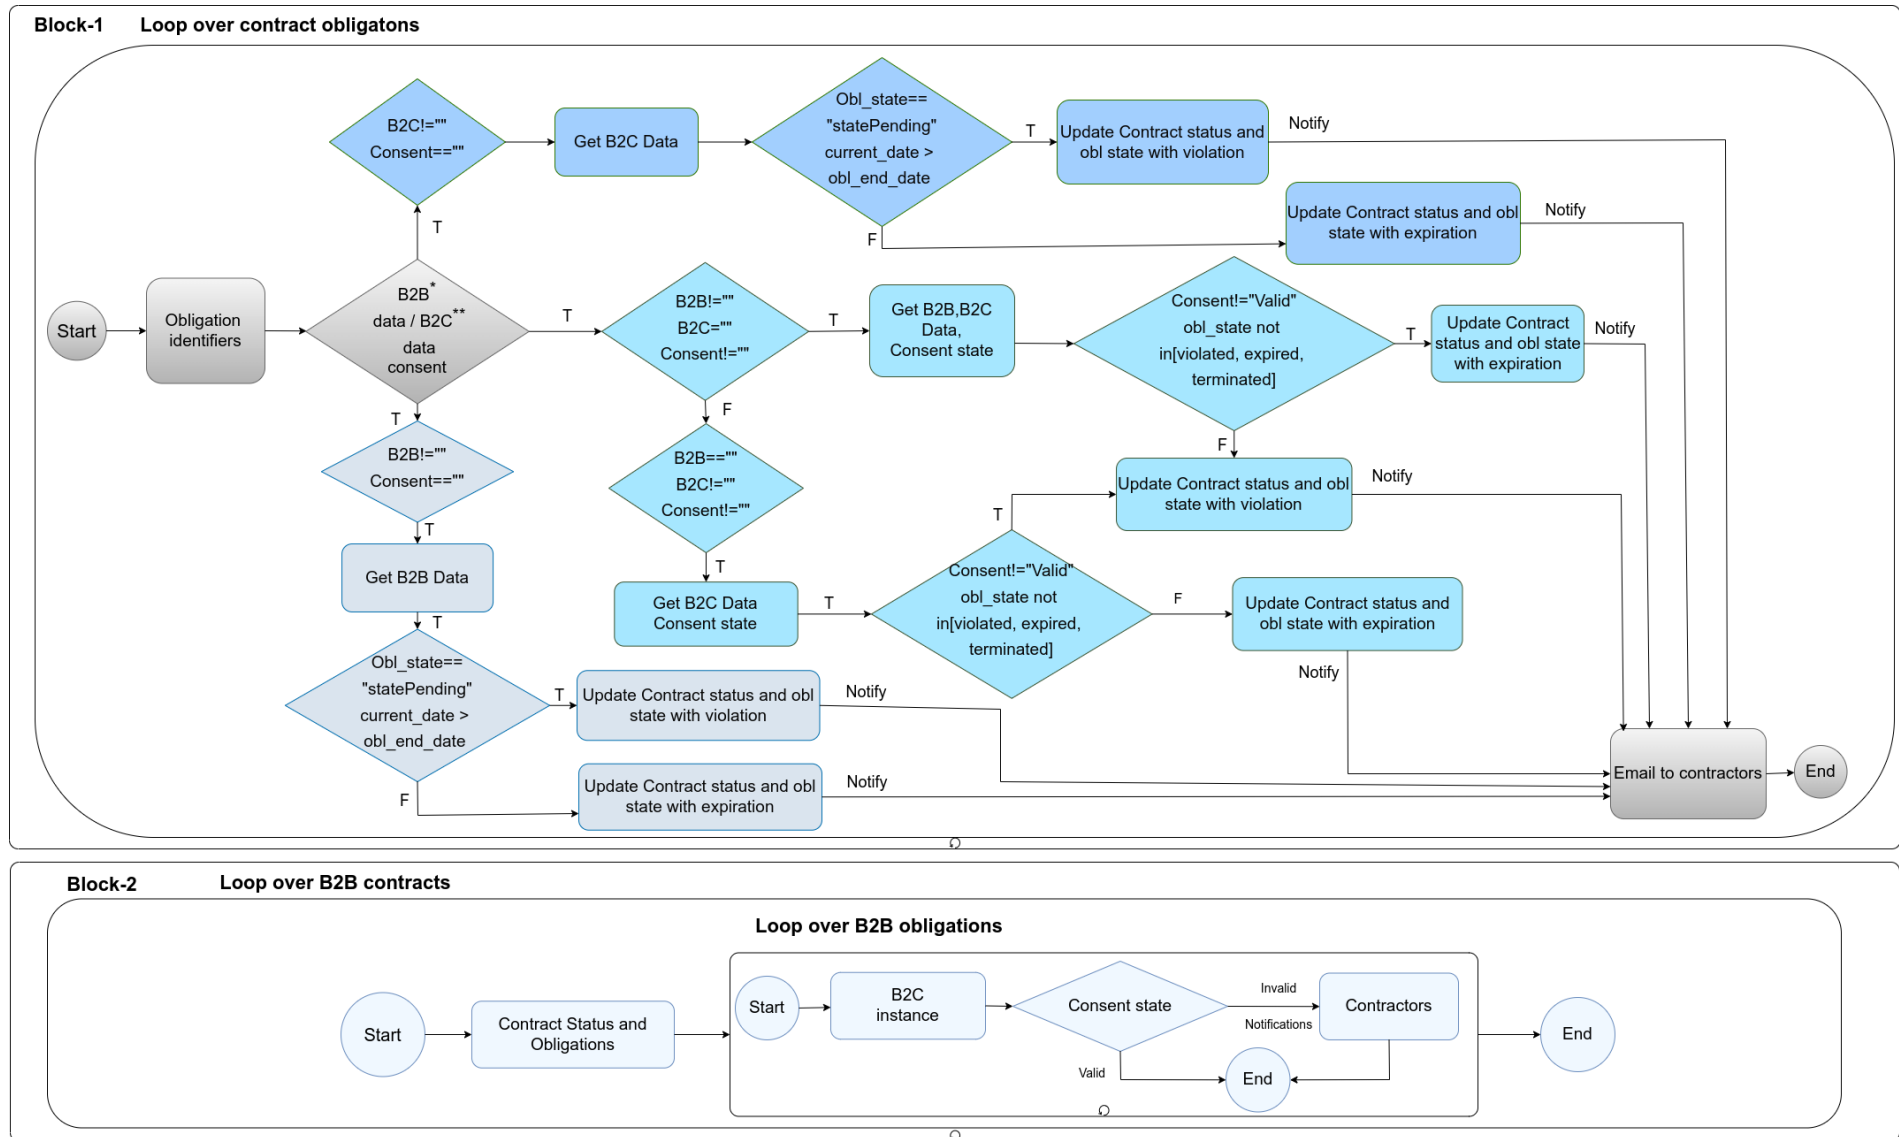 Block-1
Loop over contract obligatons
B2C!=""
Consent==""
Get B2C Data
Obl_state==
"statePending"
current_date >
obl_end_date
T
Update Contract status and
obl state with violation
Notify
F
Update Contract status and obl
state with expiration
Notify
T
Start
Obligation
identifiers
B2B*
data / B2C**
data
consent
T
B2B!=""
B2C=""
Consent!=""
T
Get B2B,B2C
Data,
Consent state
Consent!="Valid"
obl_state not
in[violated, expired,
terminated]
T
Update Contract
status and obl state
with expiration
Notify
F
F
T
B2B!=""
Consent==""
T
B2B==""
B2C!=""
Consent!=""
T
Update Contract status and obl
state with violation
Notify
T
Get B2B Data
T
Get B2C Data
Consent state
T
Consent!="Valid"
obl_state not
in[violated, expired,
terminated]
F
Update Contract status and
obl state with expiration
Notify
Obl_state==
"statePending"
current_date >
obl_end_date
T
Update Contract status and obl
state with violation
Notify
F
Update Contract status and obl
state with expiration
Notify
Email to contractors
End
Block-2
Loop over B2B contracts
Loop over B2B obligations
Start
Contract Status and
Obligations
Start
B2C
instance
Consent state
Invalid
Notifications
Contractors
Valid
End
End